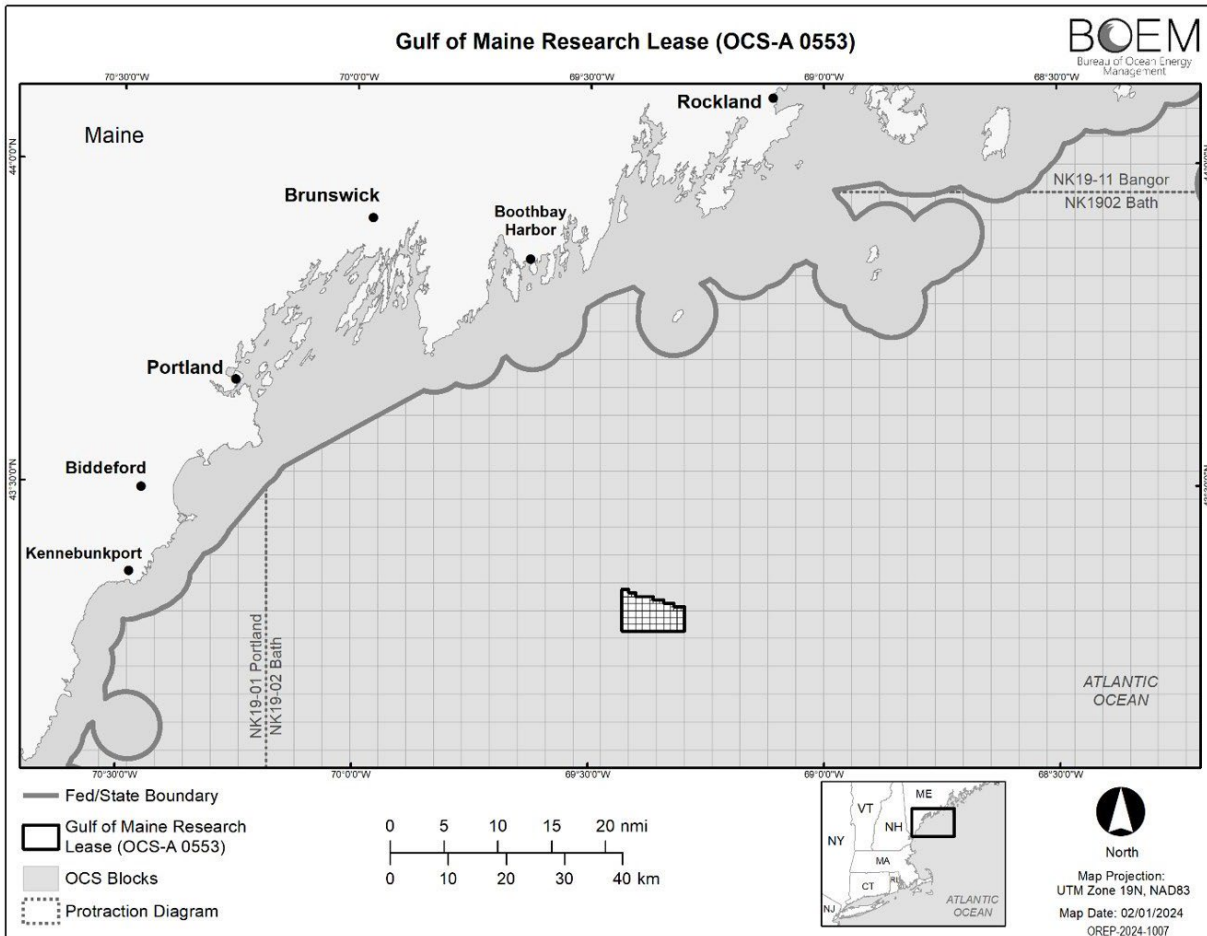 Gulf of Maine Research Lease (OCS-A 0553)
BOEM
Bureau of Ocean Energy
Management
70°30'0"W
70°0'0"W
69°30'0"W
69°0'0"W
68°30'0"W
Rockland
Maine
44°0'0"N
44°0'0"N
NK19-11 Bangor
NK1902 Bath
Brunswick
Boothbay
Harbor
Portland
Biddeford
43°30'0"N
43°30'0"N
Kennebunkport
NK19-01 Portland
NK19-02 Bath
ATLANTIC
OCEAN
70°30'0"W
70°0'0"W
69°30'0"W
69°0'0"W
68°30'0"W
Fed/State Boundary
Gulf of Maine Research
Lease (OCS-A 0553)
OCS Blocks
Protraction Diagram
0 5 10 15 20 nmi
0 10 20 30 40 km
ME
VT
NH
NY
MA
CT
RI
NJ
ATLANTIC
OCEAN
North
Map Projection:
UTM Zone 19N, NAD83
Map Date: 02/01/2024
OREP-2024-1007